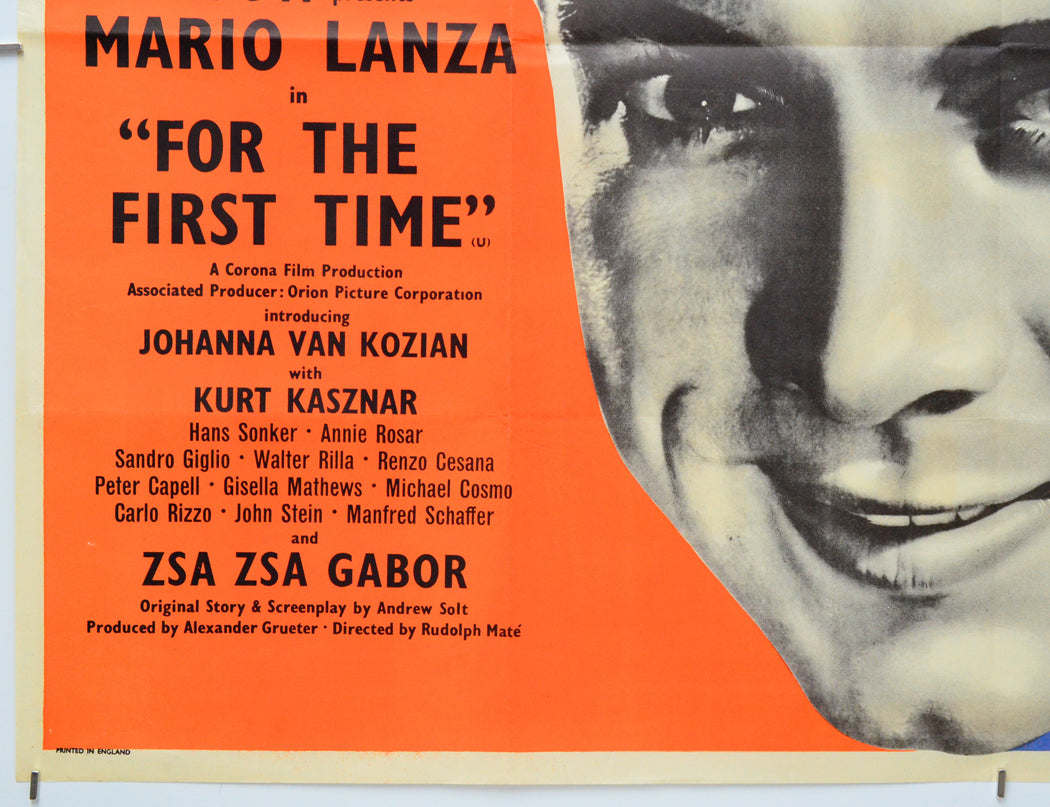 presents
MARIO LANZA
in
“FOR THE
FIRST TIME” (U)
A Corona Film Production
Associated Producer: Orion Picture Corporation
introducing
JOHANNA VAN KOZIAN
with
KURT KASZNAR
Hans Sonker · Annie Rosar
Sandro Giglio · Walter Rilla · Renzo Cesana
Peter Capell · Gisella Mathews · Michael Cosmo
Carlo Rizzo · John Stein · Manfred Schaffer
and
ZSA ZSA GABOR
Original Story & Screenplay by Andrew Solt
Produced by Alexander Grueter · Directed by Rudolph Maté
PRINTED IN ENGLAND